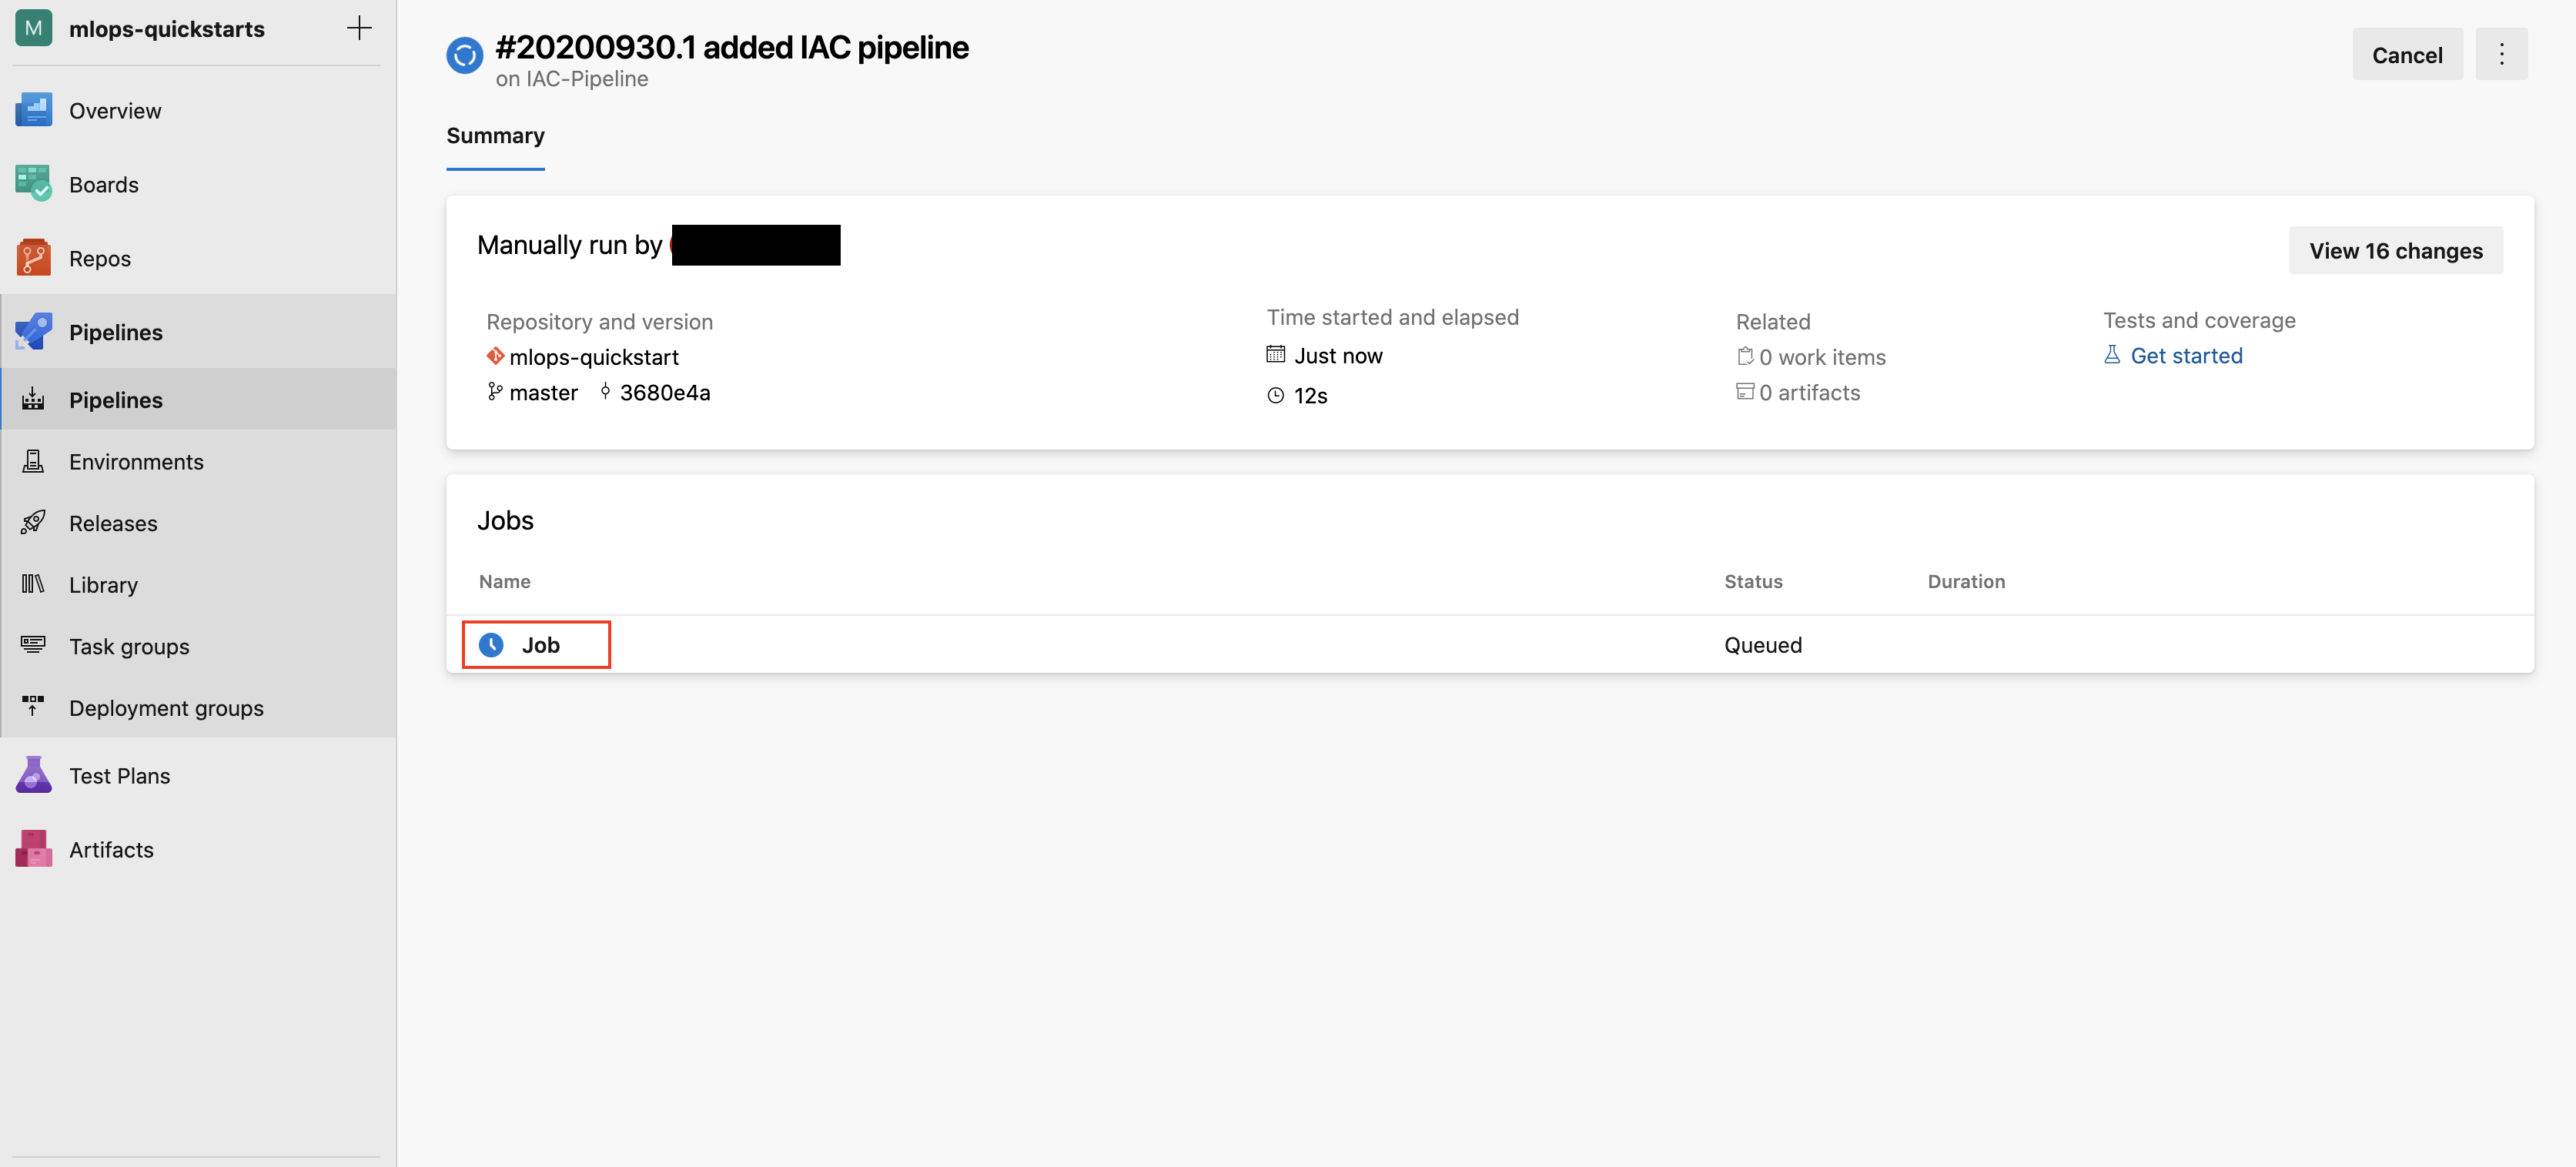 M mlops-quickstarts
Overview
Boards
Repos
Pipelines
Pipelines
Environments
Releases
Library
Task groups
Deployment groups
Test Plans
Artifacts
#20200930.1 added IAC pipeline
on IAC-Pipeline
Cancel
Summary
Manually run by
View 16 changes
Repository and version
mlops-quickstart
master 3680e4a
Time started and elapsed
Just now
12s
Related
0 work items
0 artifacts
Tests and coverage
Get started
Jobs
Name Status Duration
Job Queued